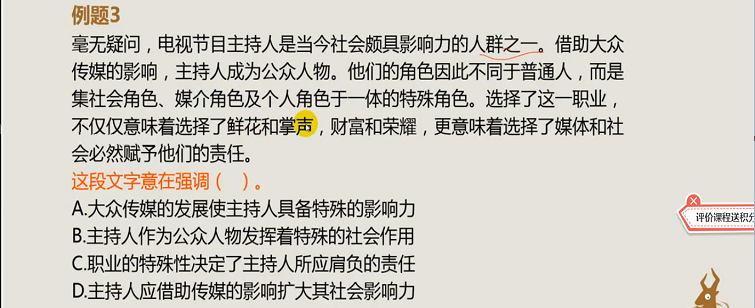 例题3
毫无疑问，电视节目主持人是当今社会颇具影响力的人群之一。借助大众
传媒的影响，主持人成为公众人物。他们的角色因此不同于普通人，而是
集社会角色、媒介角色及个人角色于一体的特殊角色。选择了这一职业，
不仅仅意味着选择了鲜花和掌声，财富和荣耀，更意味着选择了媒体和社
会必然赋予他们的责任。
这段文字意在强调（　）。
A.大众传媒的发展使主持人具备特殊的影响力
B.主持人作为公众人物发挥着特殊的社会作用
C.职业的特殊性决定了主持人所应肩负的责任
D.主持人应借助传媒的影响扩大其社会影响力
评价课程送积分